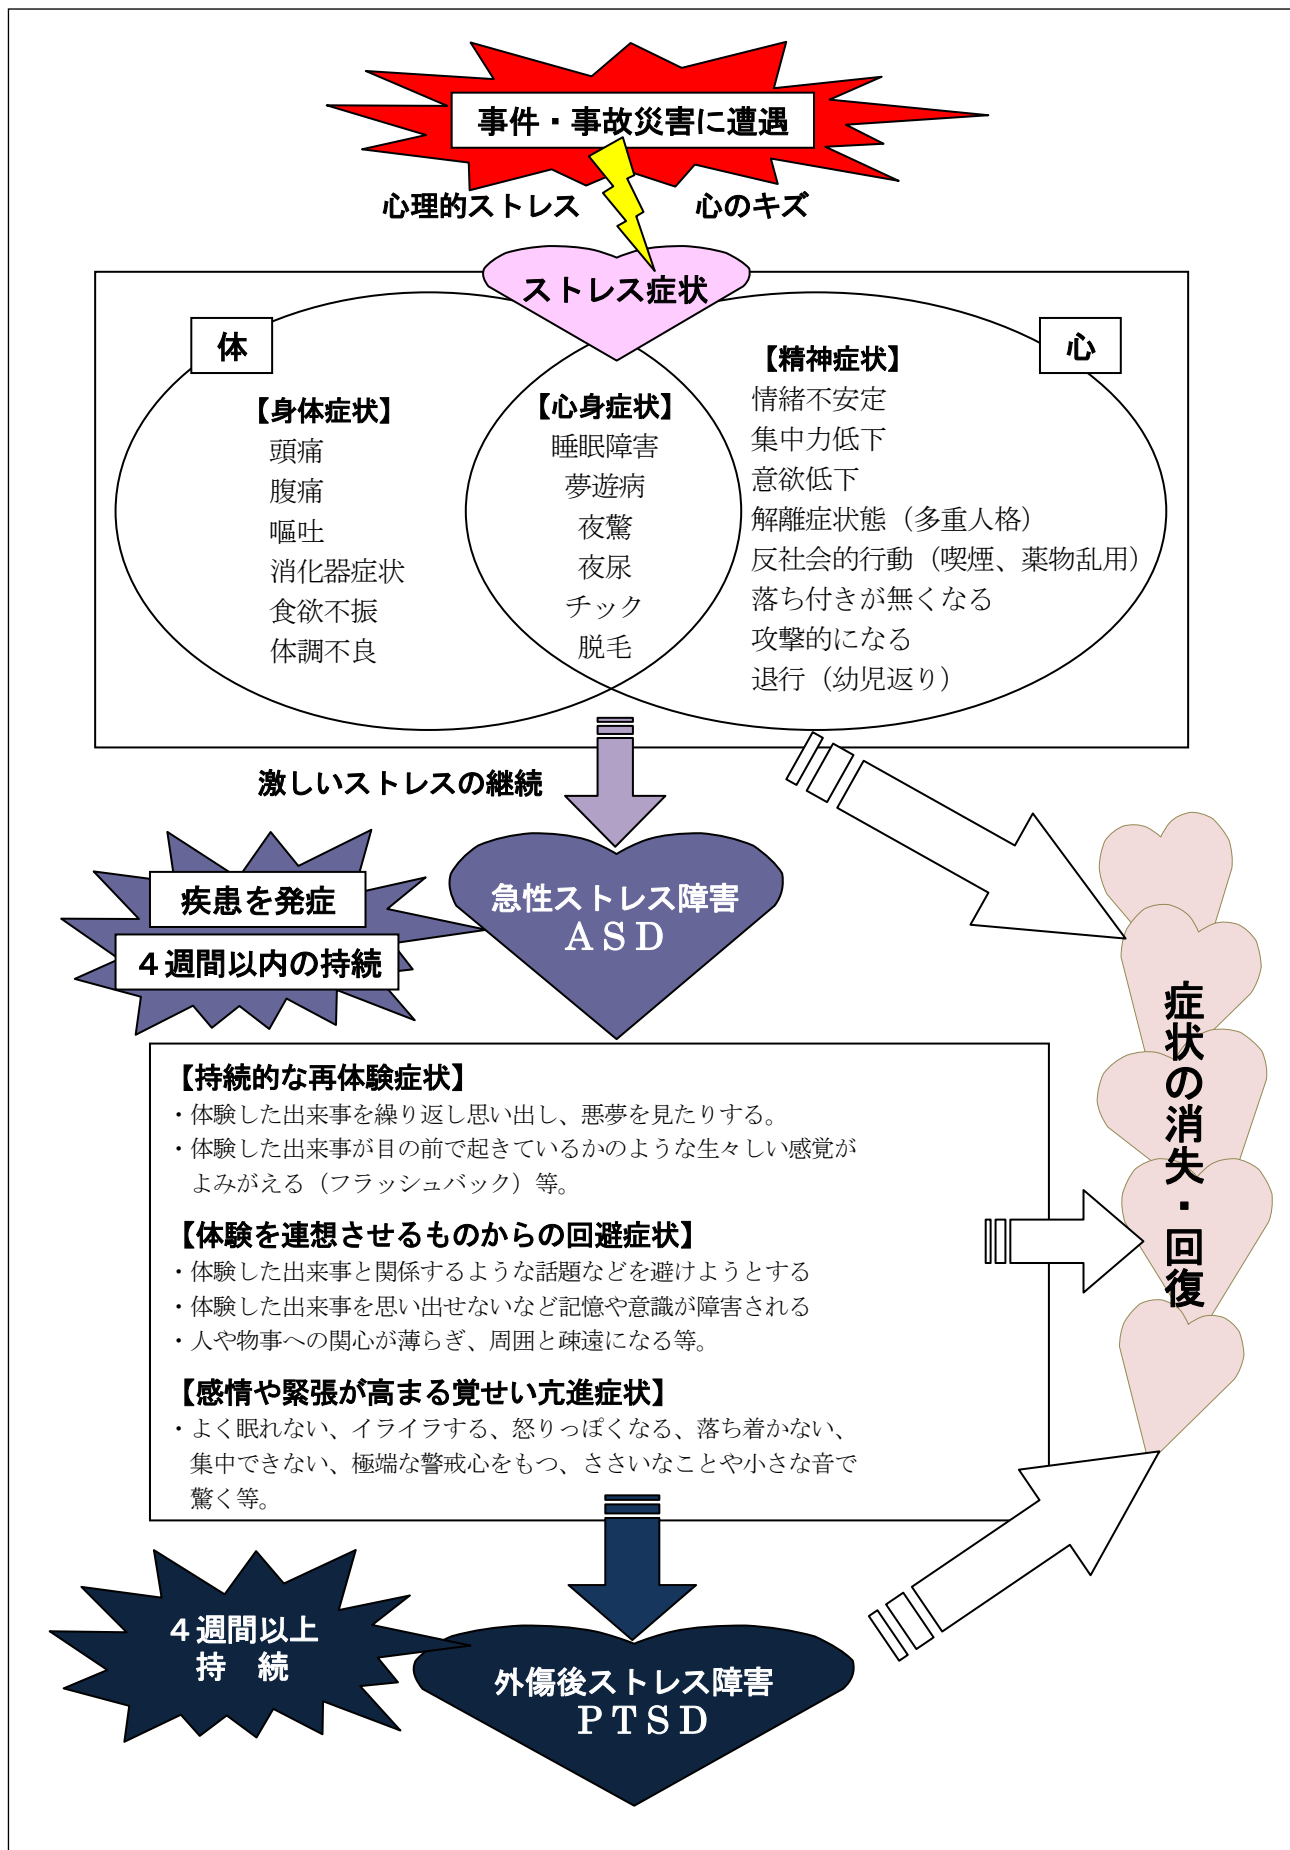 事件・事故災害に遭遇
心理的ストレス
心のキズ
ストレス症状
体
心
【身体症状】
頭痛
腹痛
嘔吐
消化器症状
食欲不振
体調不良
【心身症状】
睡眠障害
夢遊病
夜驚
夜尿
チック
脱毛
【精神症状】
情緒不安定
集中力低下
意欲低下
解離症状態（多重人格）
反社会的行動（喫煙、薬物乱用）
落ち付きが無くなる
攻撃的になる
退行（幼児返り）
激しいストレスの継続
疾患を発症
４週間以内の持続
急性ストレス障害
ＡＳＤ
【持続的な再体験症状】
・体験した出来事を繰り返し思い出し、悪夢を見たりする。
・体験した出来事が目の前で起きているかのような生々しい感覚が
よみがえる（フラッシュバック）等。
【体験を連想させるものからの回避症状】
・体験した出来事と関係するような話題などを避けようとする
・体験した出来事を思い出せないなど記憶や意識が障害される
・人や物事への関心が薄らぎ、周囲と疎遠になる等。
【感情や緊張が高まる覚せい亢進症状】
・よく眠れない、イライラする、怒りっぽくなる、落ち着かない、
集中できない、極端な警戒心をもつ、ささいなことや小さな音で
驚く等。
症状の消失・回復
４週間以上
持　続
外傷後ストレス障害
ＰＴＳＤ